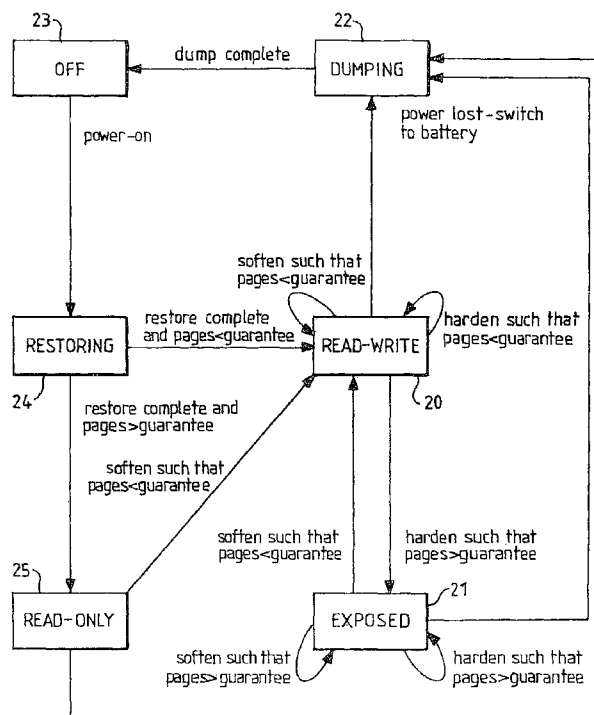 23
OFF
dump complete
22
DUMPING
power-on
power lost-switch
to battery
soften such that
pages<guarantee
harden such that
pages<guarantee
RESTORING
24
restore complete
and pages<guarantee
READ-WRITE
20
restore complete and
pages>guarantee
soften such that
pages<guarantee
soften such that
pages<guarantee
harden such that
pages>guarantee
25
READ-ONLY
21
EXPOSED
soften such that
pages>guarantee
harden such that
pages>guarantee